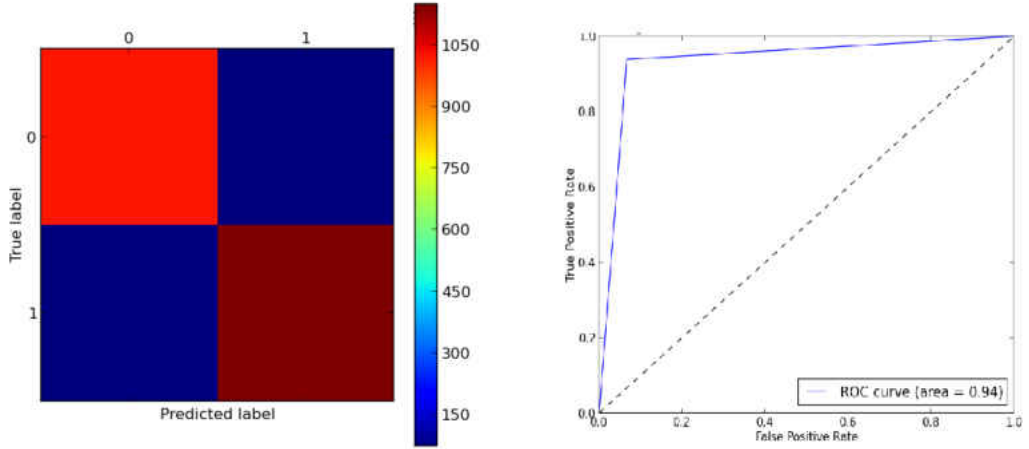 0 1
0
1
True label
Predicted label
1050
900
750
600
450
300
150
1.0
0.8
0.6
0.4
0.2
0.0
True Positive Rate
0.0 0.2 0.4 0.6 0.8 1.0
False Positive Rate
ROC curve (area = 0.94)